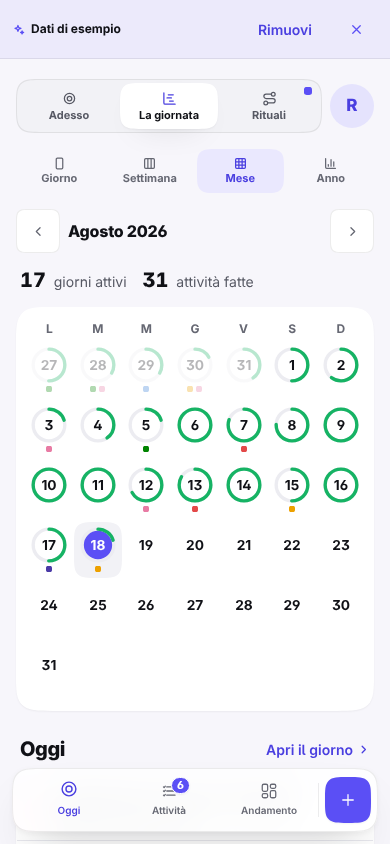 Dati di esempio
Rimuovi
Adesso
La giornata
Rituali
R
Giorno
Settimana
Mese
Anno
Agosto 2026
17 giorni attivi 31 attività fatte
L M M G V S D
27 28 29 30 31 1 2
3 4 5 6 7 8 9
10 11 12 13 14 15 16
17 18 19 20 21 22 23
24 25 26 27 28 29 30
31
Oggi
Apri il giorno
6
Oggi
Attività
Andamento